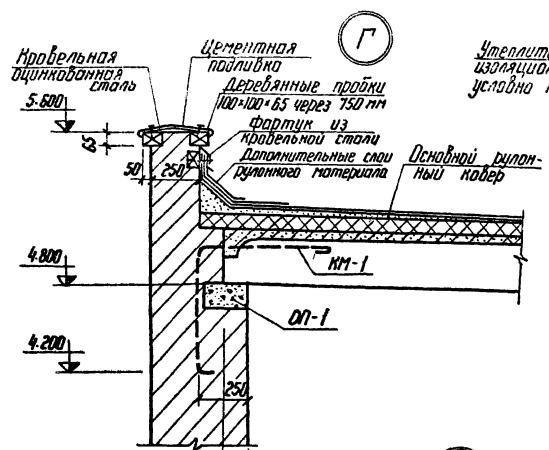 Г
Кровельная
оцинкованная
сталь
Цементная
подливка
изоляцион
условно
5.600
Деревянные пробки
100×100×65 через 750 мм
Фартук из
кровельной стали
65
50
250
Дополнительные слои
рулонного материала
Основной рулон-
ный ковер
4.800
КМ-1
ОП-1
4.200
250